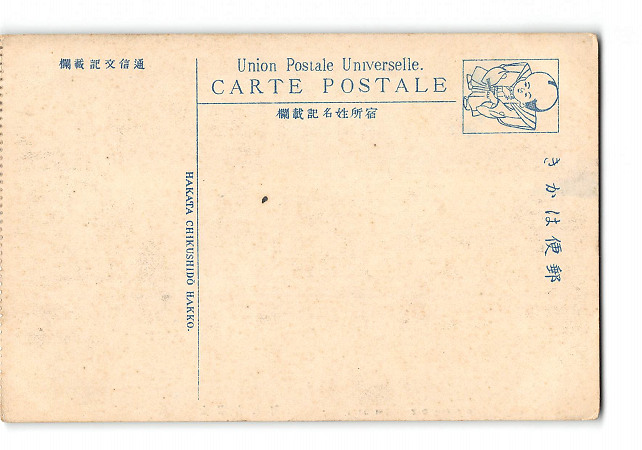 通信文記載欄
Union Postale Universelle.
CARTE POSTALE
宿所姓名記載欄
郵便はかき
HAKATA CHIKUSHIDŌ HAKKO.